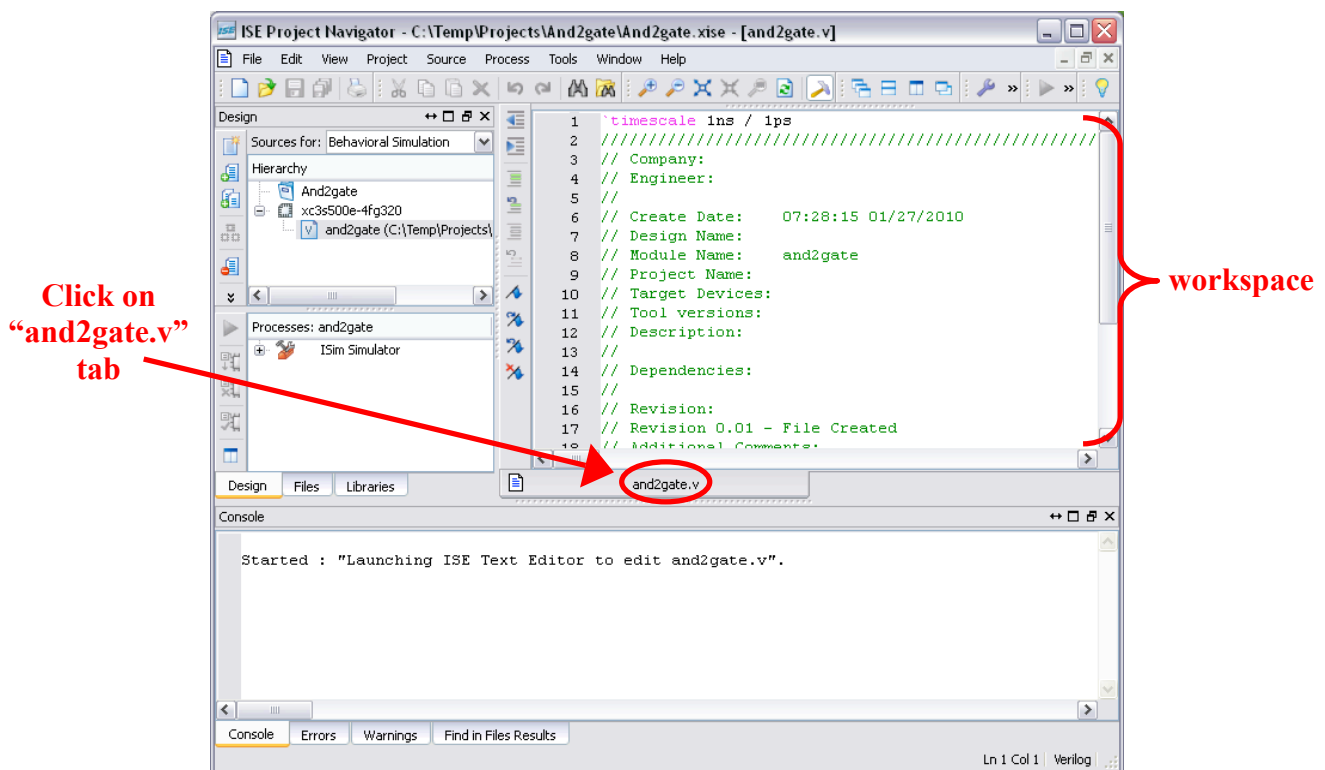 ISE Project Navigator - C:\Temp\Projects\And2gate\And2gate.xise - [and2gate.v]
File Edit View Project Source Process Tools Window Help
Design
Sources for: Behavioral Simulation
Hierarchy
And2gate
xc3s500e-4fg320
and2gate (C:\Temp\Projects\
Processes: and2gate
ISim Simulator
Design Files Libraries
1 `timescale 1ns / 1ps
2 //////////////////////////////////////////////////
3 // Company:
4 // Engineer:
5 //
6 // Create Date: 07:28:15 01/27/2010
7 // Design Name:
8 // Module Name: and2gate
9 // Project Name:
10 // Target Devices:
11 // Tool versions:
12 // Description:
13 //
14 // Dependencies:
15 //
16 // Revision:
17 // Revision 0.01 - File Created
18 // Additional Comments:
and2gate.v
Click on
“and2gate.v”
tab
workspace
Console
Started : "Launching ISE Text Editor to edit and2gate.v".
Console Errors Warnings Find in Files Results
Ln 1 Col 1 Verilog